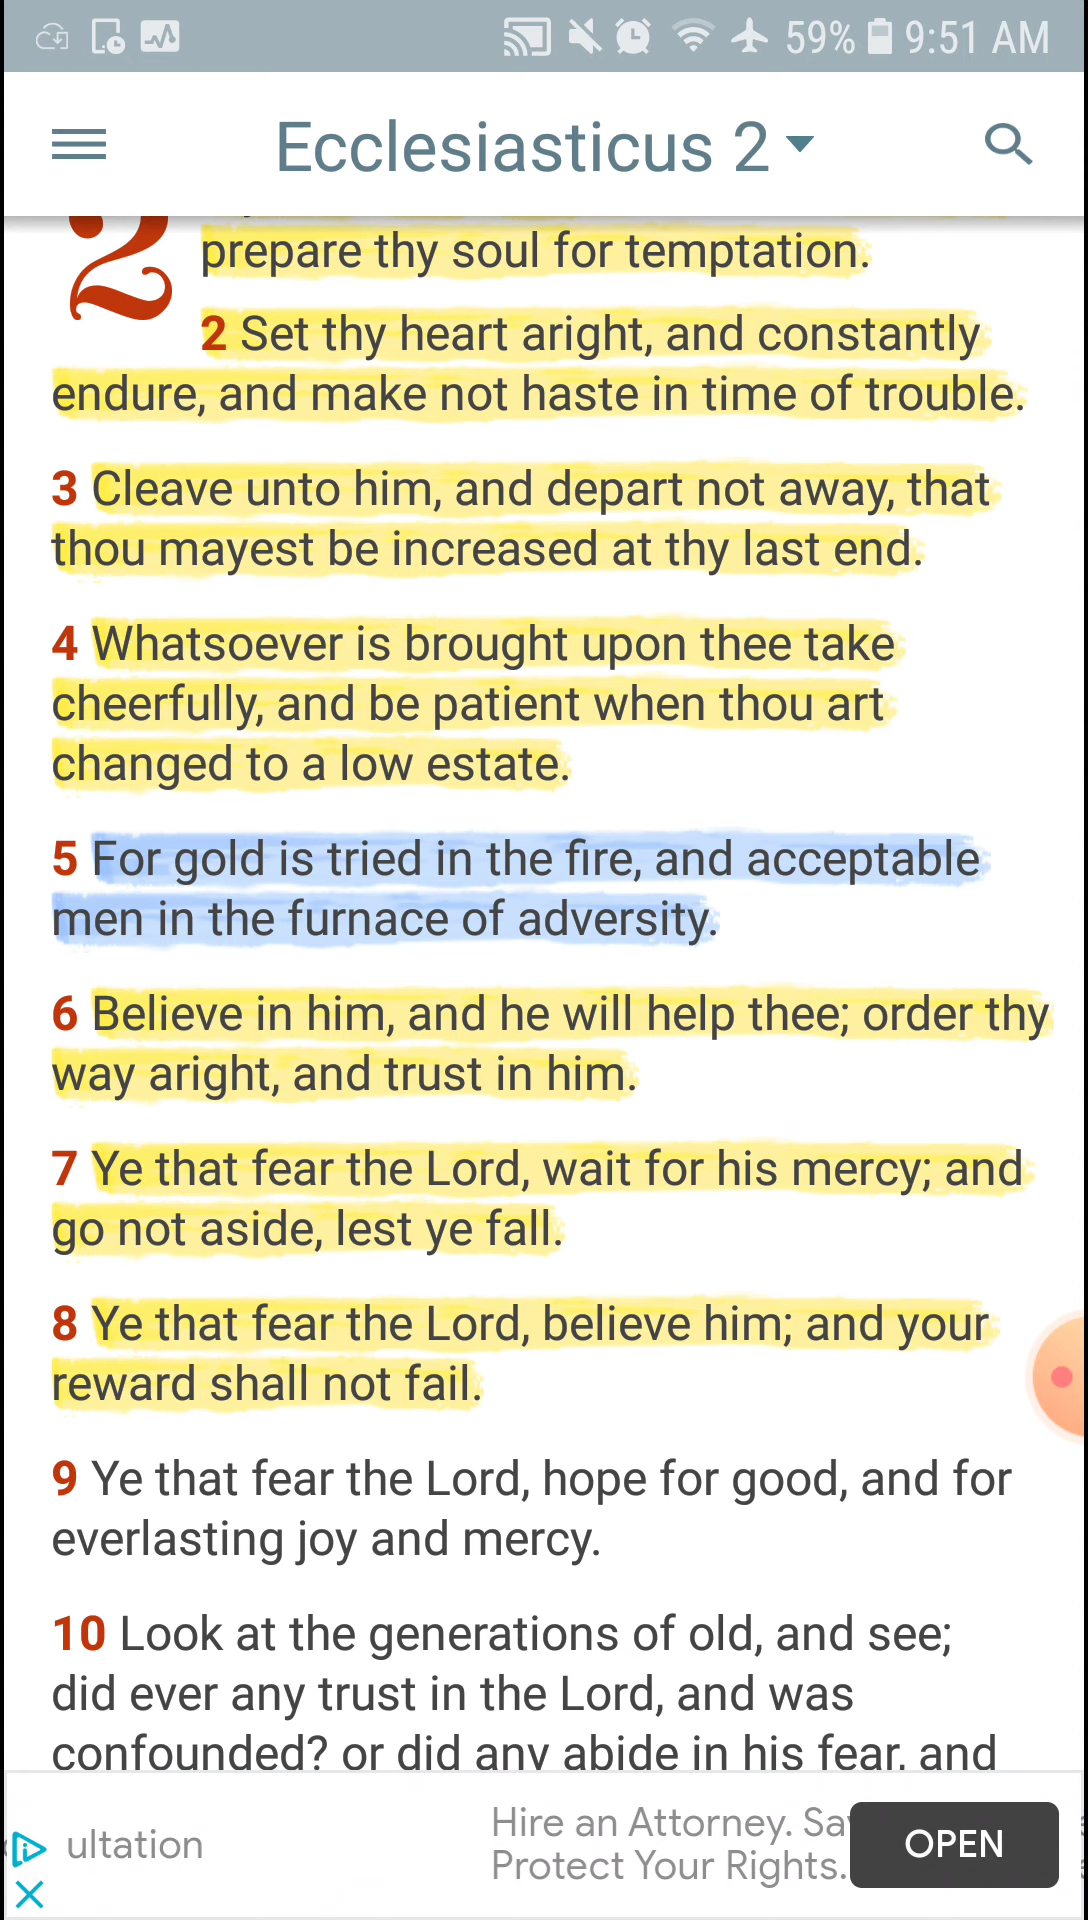 59% 9:51 AM
Ecclesiasticus 2
2
prepare thy soul for temptation.
2 Set thy heart aright, and constantly
endure, and make not haste in time of trouble.
3 Cleave unto him, and depart not away, that
thou mayest be increased at thy last end.
4 Whatsoever is brought upon thee take
cheerfully, and be patient when thou art
changed to a low estate.
5 For gold is tried in the fire, and acceptable
men in the furnace of adversity.
6 Believe in him, and he will help thee; order thy
way aright, and trust in him.
7 Ye that fear the Lord, wait for his mercy; and
go not aside, lest ye fall.
8 Ye that fear the Lord, believe him; and your
reward shall not fail.
9 Ye that fear the Lord, hope for good, and for
everlasting joy and mercy.
10 Look at the generations of old, and see;
did ever any trust in the Lord, and was
confounded? or did any abide in his fear, and
ultation
Hire an Attorney.
Protect Your Rights.
OPEN